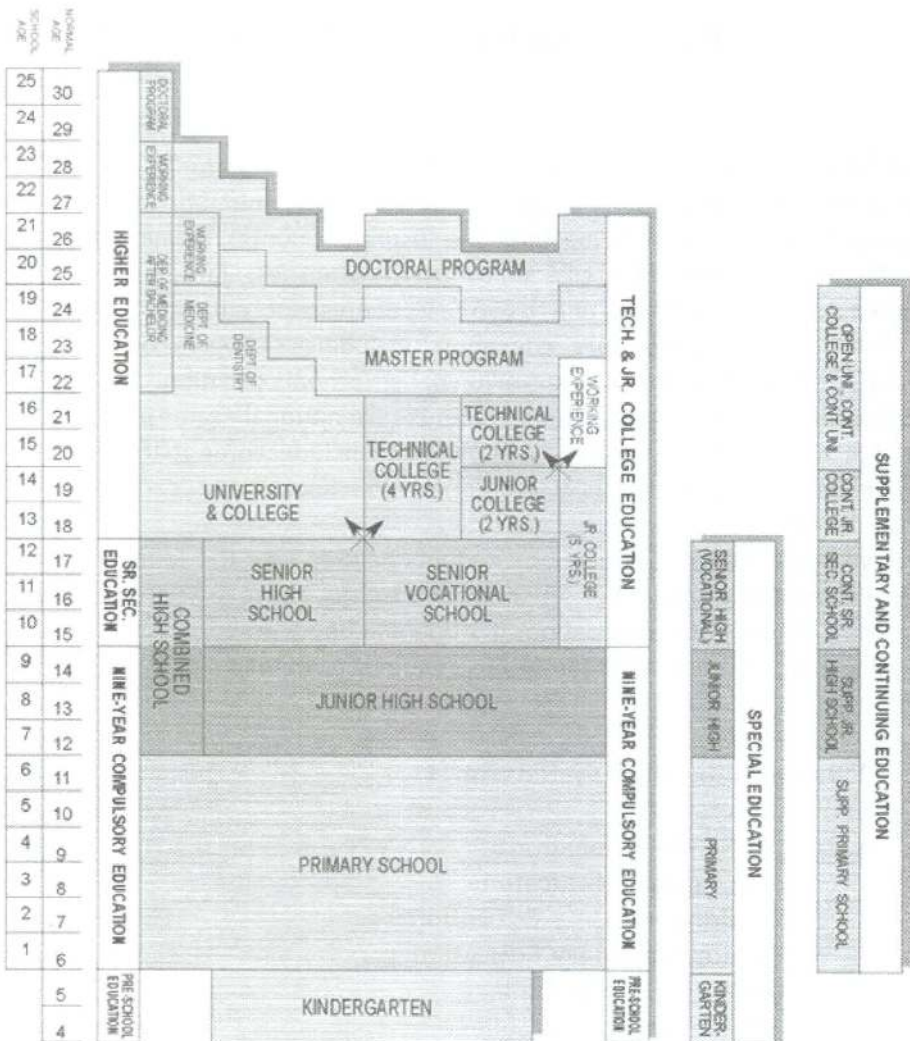 SCHOOL
AGE
NORMAL
AGE
25
24
23
22
21
20
19
18
17
16
15
14
13
12
11
10
9
8
7
6
5
4
3
2
1
30
29
28
27
26
25
24
23
22
21
20
19
18
17
16
15
14
13
12
11
10
9
8
7
6
5
4
HIGHER EDUCATION
SR. SEC.
EDUCATION
NINE-YEAR COMPULSORY EDUCATION
PRE-SCHOOL
EDUCATION
DOCTORAL
PROGRAM
WORKING
EXPERIENCE
DEP. OF MEDICINE
AFTER BACHELOR
WORKING
EXPERIENCE
DEPT. OF
MEDICINE
DEPT. OF
DENTISTRY
DOCTORAL PROGRAM
MASTER PROGRAM
WORKING
EXPERIENCE
TECHNICAL
COLLEGE
(2 YRS.)
TECHNICAL
COLLEGE
(4 YRS.)
JUNIOR
COLLEGE
(2 YRS.)
UNIVERSITY
& COLLEGE
JR. COLLEGE
(5 YRS.)
COMBINED
HIGH SCHOOL
SENIOR
HIGH
SCHOOL
SENIOR
VOCATIONAL
SCHOOL
JUNIOR HIGH SCHOOL
PRIMARY SCHOOL
KINDERGARTEN
TECH. & JR. COLLEGE EDUCATION
NINE-YEAR COMPULSORY EDUCATION
PRE-SCHOOL
EDUCATION
SENIOR HIGH
(VOCATIONAL)
JUNIOR HIGH
PRIMARY
KINDER-
GARTEN
SPECIAL EDUCATION
OPEN UNI., CONT.
COLLEGE & CONT. UNI.
CONT. JR.
COLLEGE
CONT. SR.
SEC. SCHOOL
SUPP. JR.
HIGH SCHOOL
SUPP. PRIMARY SCHOOL
SUPPLEMENTARY AND CONTINUING EDUCATION